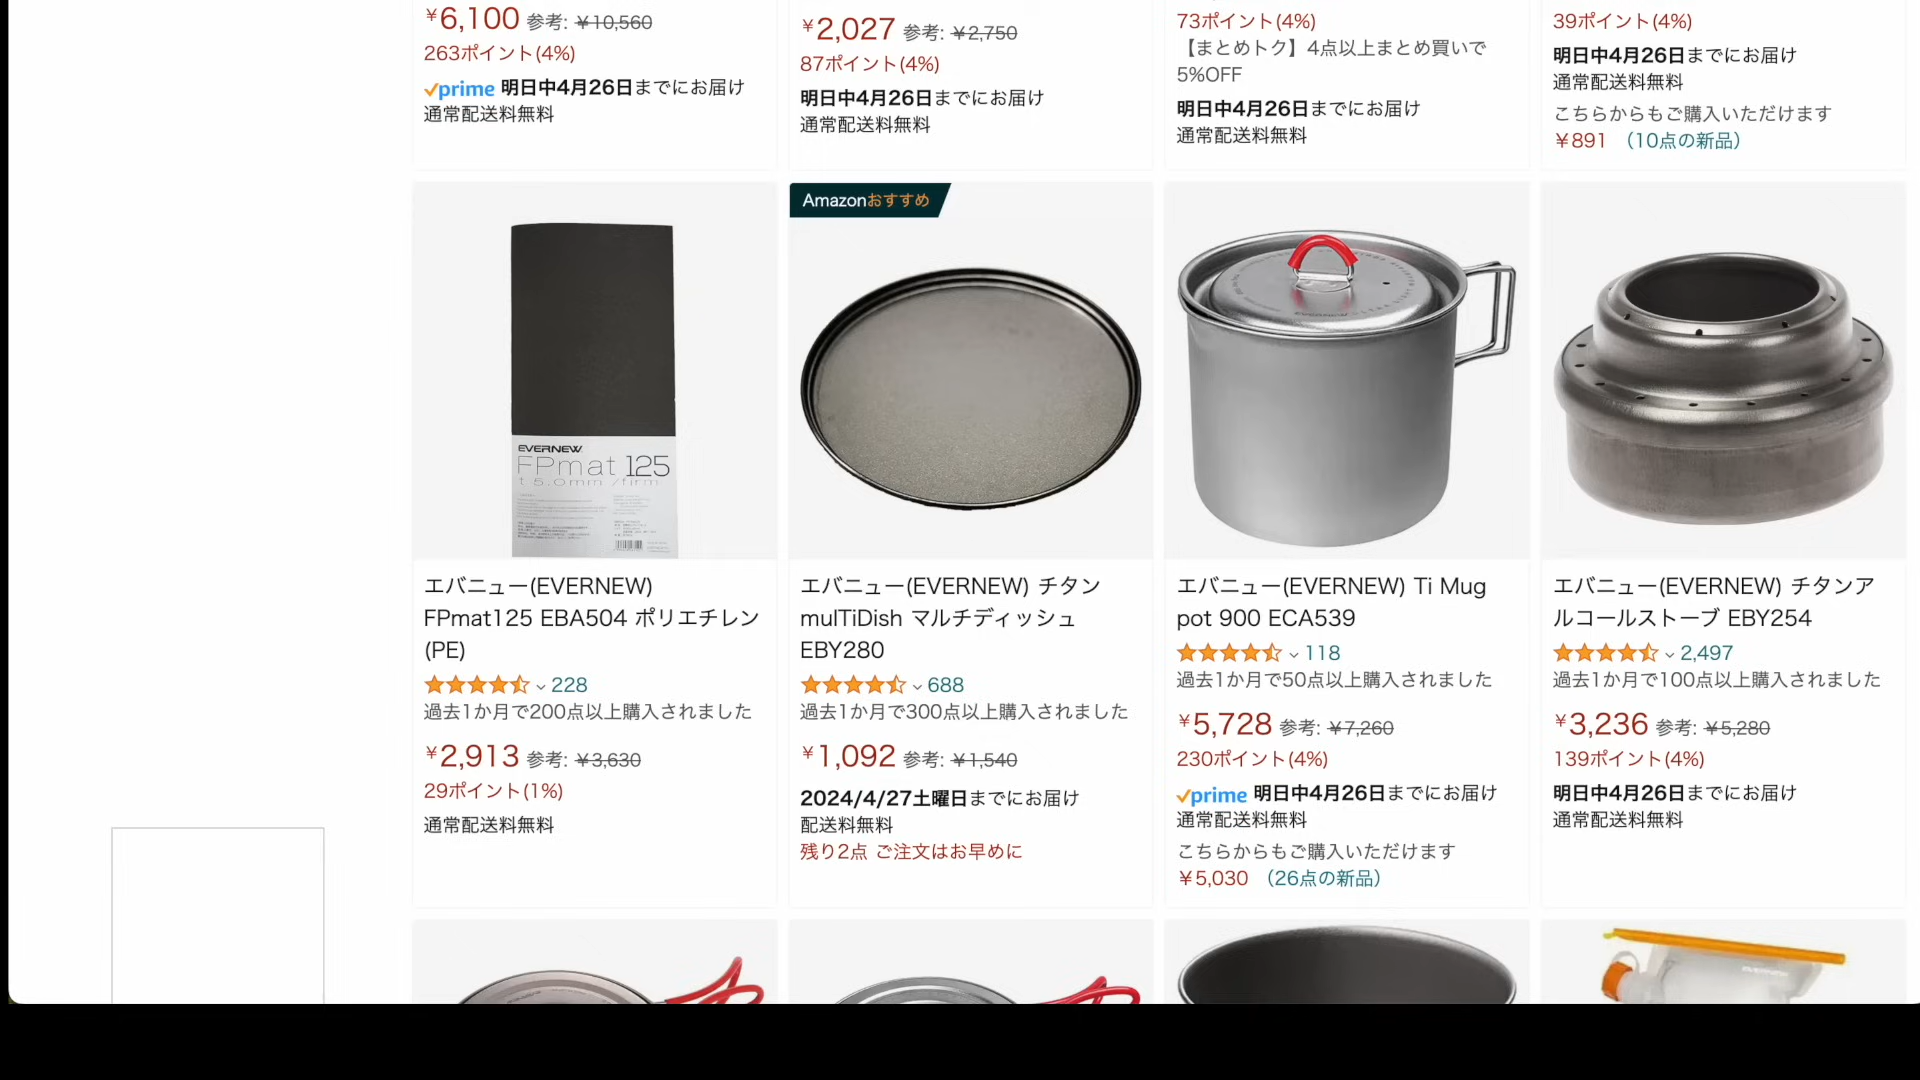 ¥6,100 参考: ¥10,560
263ポイント(4%)
prime 明日中4月26日までにお届け
通常配送料無料
¥2,027 参考: ¥2,750
87ポイント(4%)
明日中4月26日までにお届け
通常配送料無料
73ポイント(4%)
【まとめトク】4点以上まとめ買いで
5%OFF
明日中4月26日までにお届け
通常配送料無料
39ポイント(4%)
明日中4月26日までにお届け
通常配送料無料
こちらからもご購入いただけます
¥891 (10点の新品)
EVERNEW
FPmat 125
t 5.0mm /firm
エバニュー(EVERNEW)
FPmat125 EBA504 ポリエチレン
(PE)
228
過去1か月で200点以上購入されました
¥2,913 参考: ¥3,630
29ポイント(1%)
通常配送料無料
Amazonおすすめ
エバニュー(EVERNEW) チタン
mulTiDish マルチディッシュ
EBY280
688
過去1か月で300点以上購入されました
¥1,092 参考: ¥1,540
2024/4/27土曜日までにお届け
配送料無料
残り2点 ご注文はお早めに
エバニュー(EVERNEW) Ti Mug
pot 900 ECA539
118
過去1か月で50点以上購入されました
¥5,728 参考: ¥7,260
230ポイント(4%)
prime 明日中4月26日までにお届け
通常配送料無料
こちらからもご購入いただけます
¥5,030 (26点の新品)
エバニュー(EVERNEW) チタンア
ルコールストーブ EBY254
2,497
過去1か月で100点以上購入されました
¥3,236 参考: ¥5,280
139ポイント(4%)
明日中4月26日までにお届け
通常配送料無料